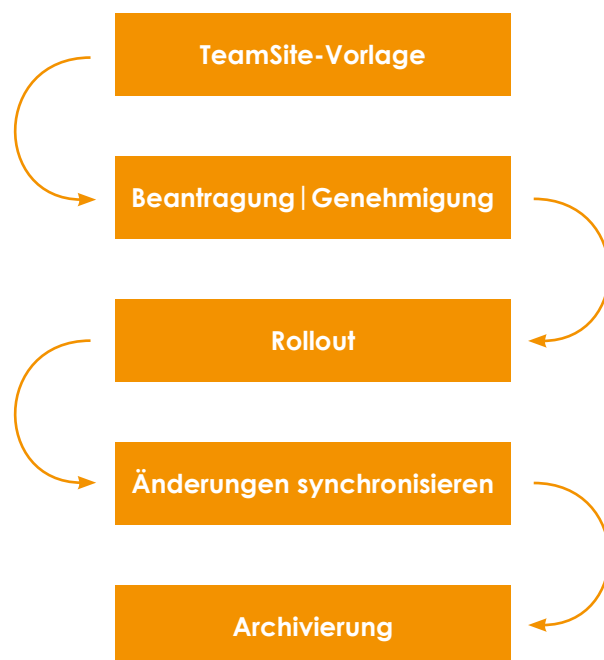 TeamSite-Vorlage
Beantragung|Genehmigung
Rollout
Änderungen synchronisieren
Archivierung